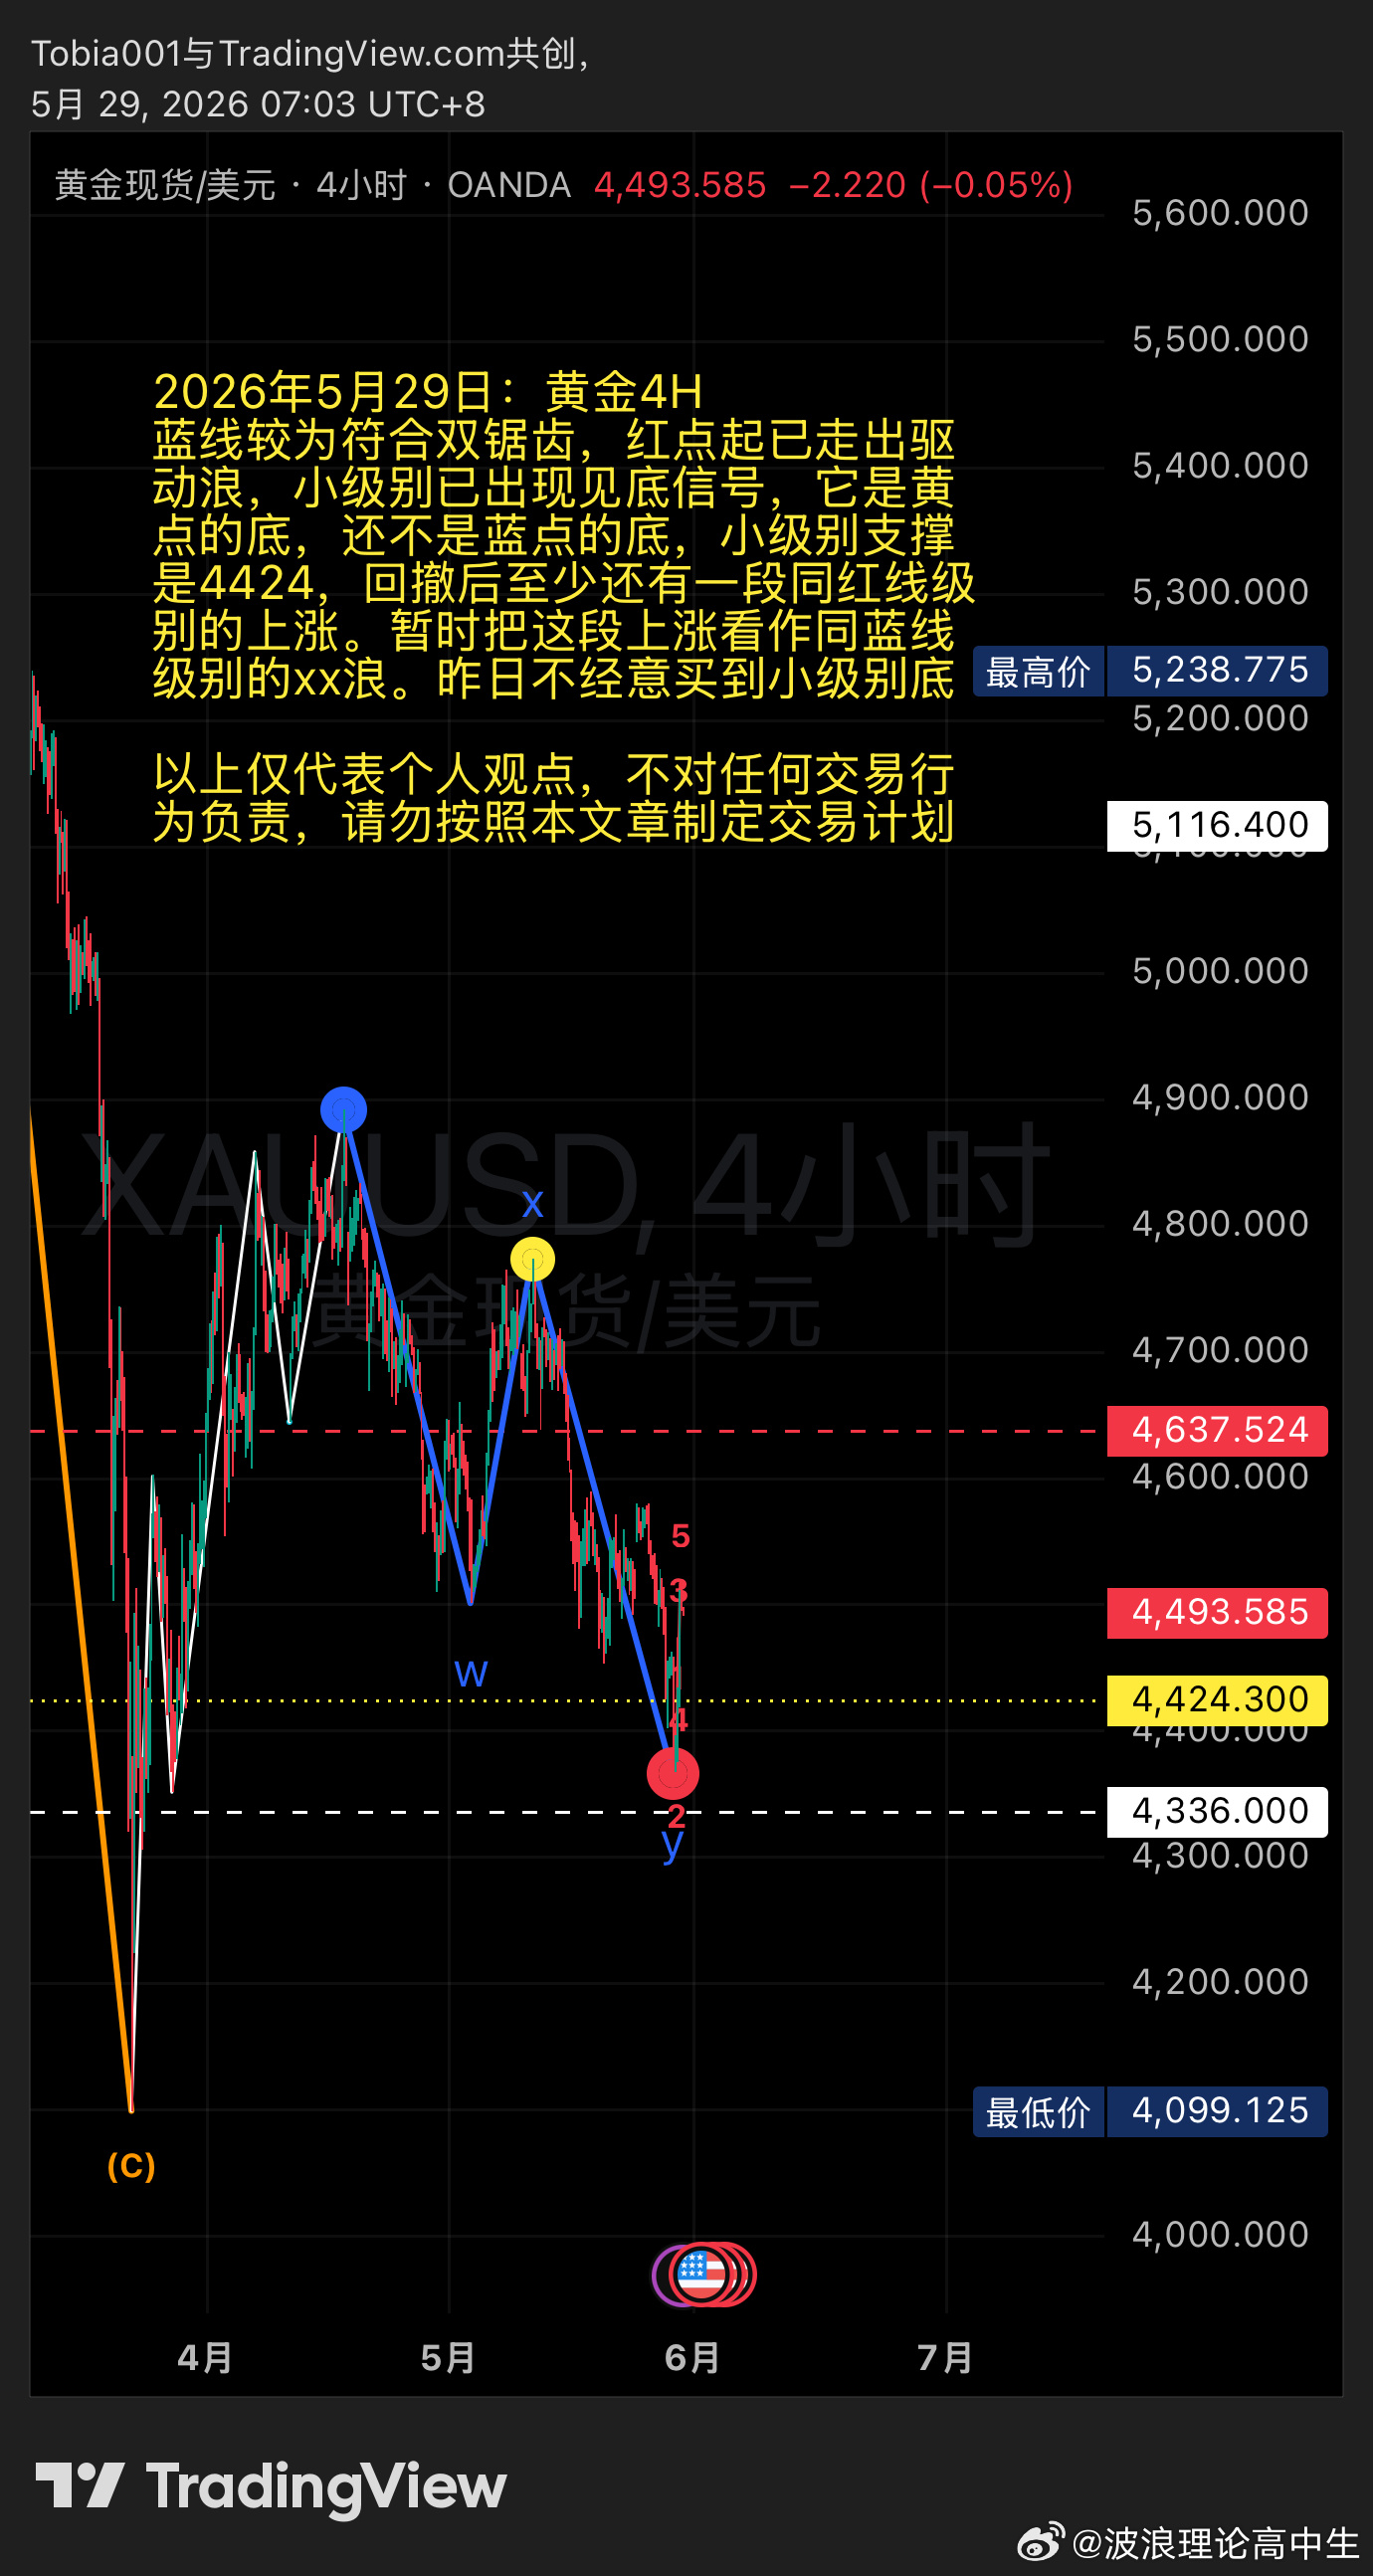 Tobia001与TradingView.com共创，
5月 29, 2026 07:03 UTC+8
黄金现货/美元 · 4小时 · OANDA 4,493.585 −2.220 (−0.05%)
5,600.000
5,500.000
2026年5月29日：黄金4H
蓝线较为符合双锯齿，红点起已走出驱
动浪，小级别已出现见底信号，它是黄
点的底，还不是蓝点的底，小级别支撑
是4424，回撤后至少还有一段同红线级
别的上涨。暂时把这段上涨看作同蓝线
级别的xx浪。昨日不经意买到小级别底
以上仅代表个人观点，不对任何交易行
为负责，请勿按照本文章制定交易计划
5,400.000
5,300.000
最高价 5,238.775
5,200.000
5,116.400
5,000.000
4,900.000
XAUUSD, 4小时
黄金现货/美元
x
4,800.000
4,700.000
4,637.524
4,600.000
5
3
4,493.585
w
1
4,424.300
4
4,400.000
4,336.000
2
y
4,300.000
4,200.000
最低价 4,099.125
(C)
4,000.000
4月 5月 6月 7月
TradingView
@波浪理论高中生